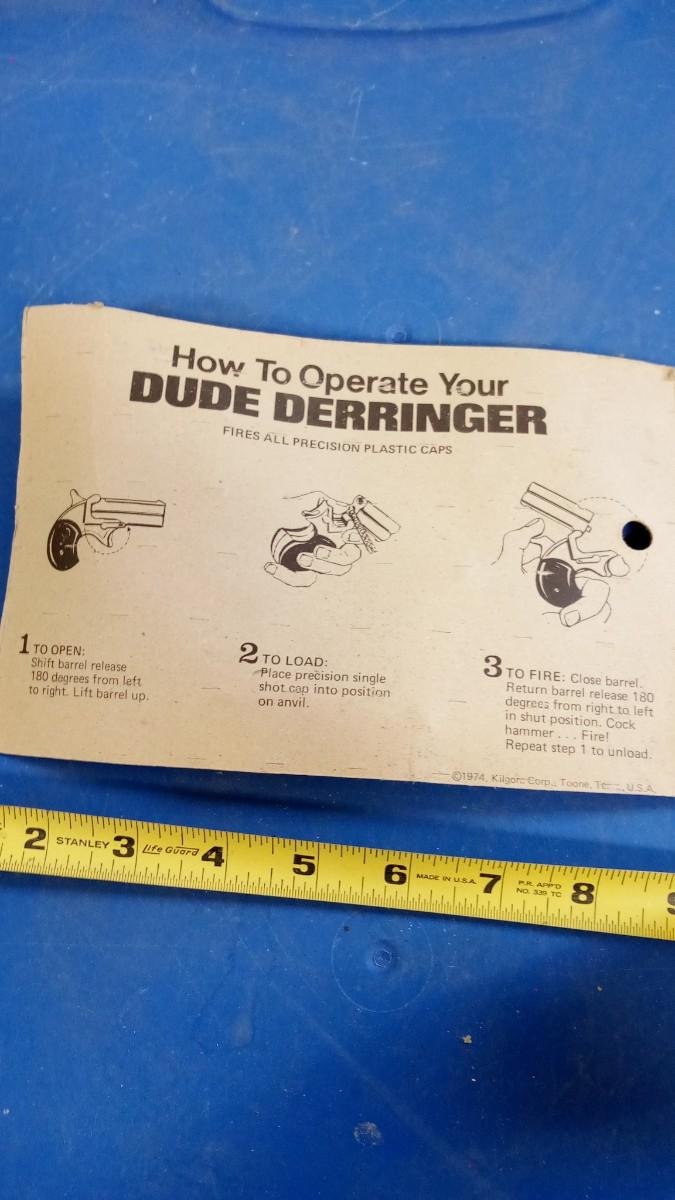 How To Operate Your
DUDE DERRINGER
FIRES ALL PRECISION PLASTIC CAPS
1 TO OPEN:
Shift barrel release
180 degrees from left
to right. Lift barrel up.
2 TO LOAD:
Place precision single
shot cap into position
on anvil.
3 TO FIRE: Close barrel.
Return barrel release 180
degrees from right to left
in shut position. Cock
hammer . . . Fire!
Repeat step 1 to unload.
©1974, Kilgore Corp., Toone, U.S.A.
2 STANLEY 3 Life Guard 4 5 6 MADE IN U.S.A. 7 P.R. APP'D 8 9
NO. 339 TC